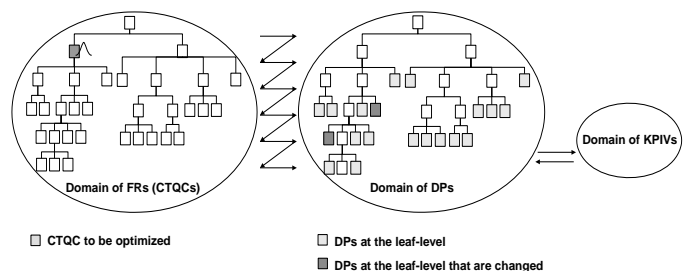 Domain of FRs (CTQCs)
Domain of DPs
Domain of KPIVs
CTQC to be optimized
DPs at the leaf-level
DPs at the leaf-level that are changed